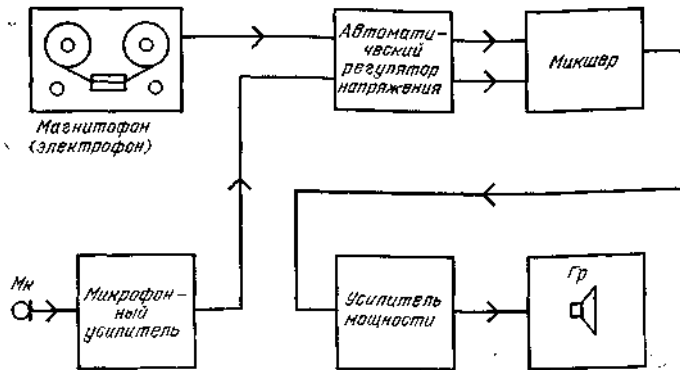 Автомати-
ческий
регулятор
напряжения
Микшер
Магнитофон
(электрофон)
Мк
Микрофон-
ный
усилитель
Усилитель
мощности
Гр